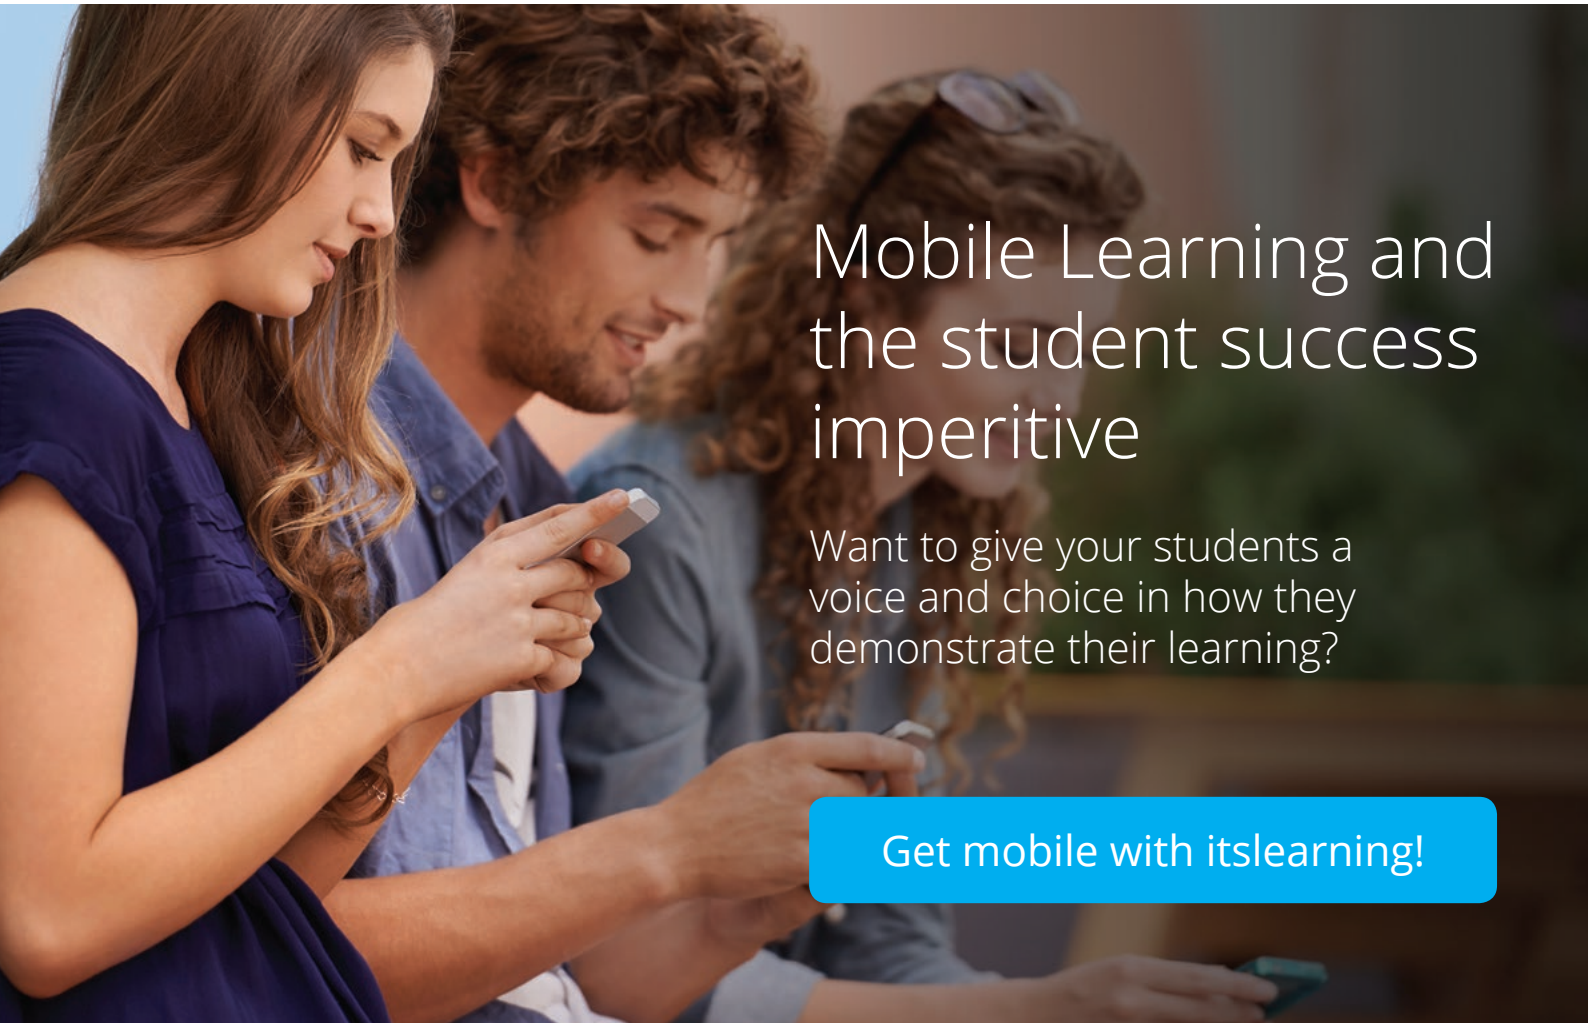 Mobile Learning and
the student success
imperitive
Want to give your students a
voice and choice in how they
demonstrate their learning?
Get mobile with itslearning!